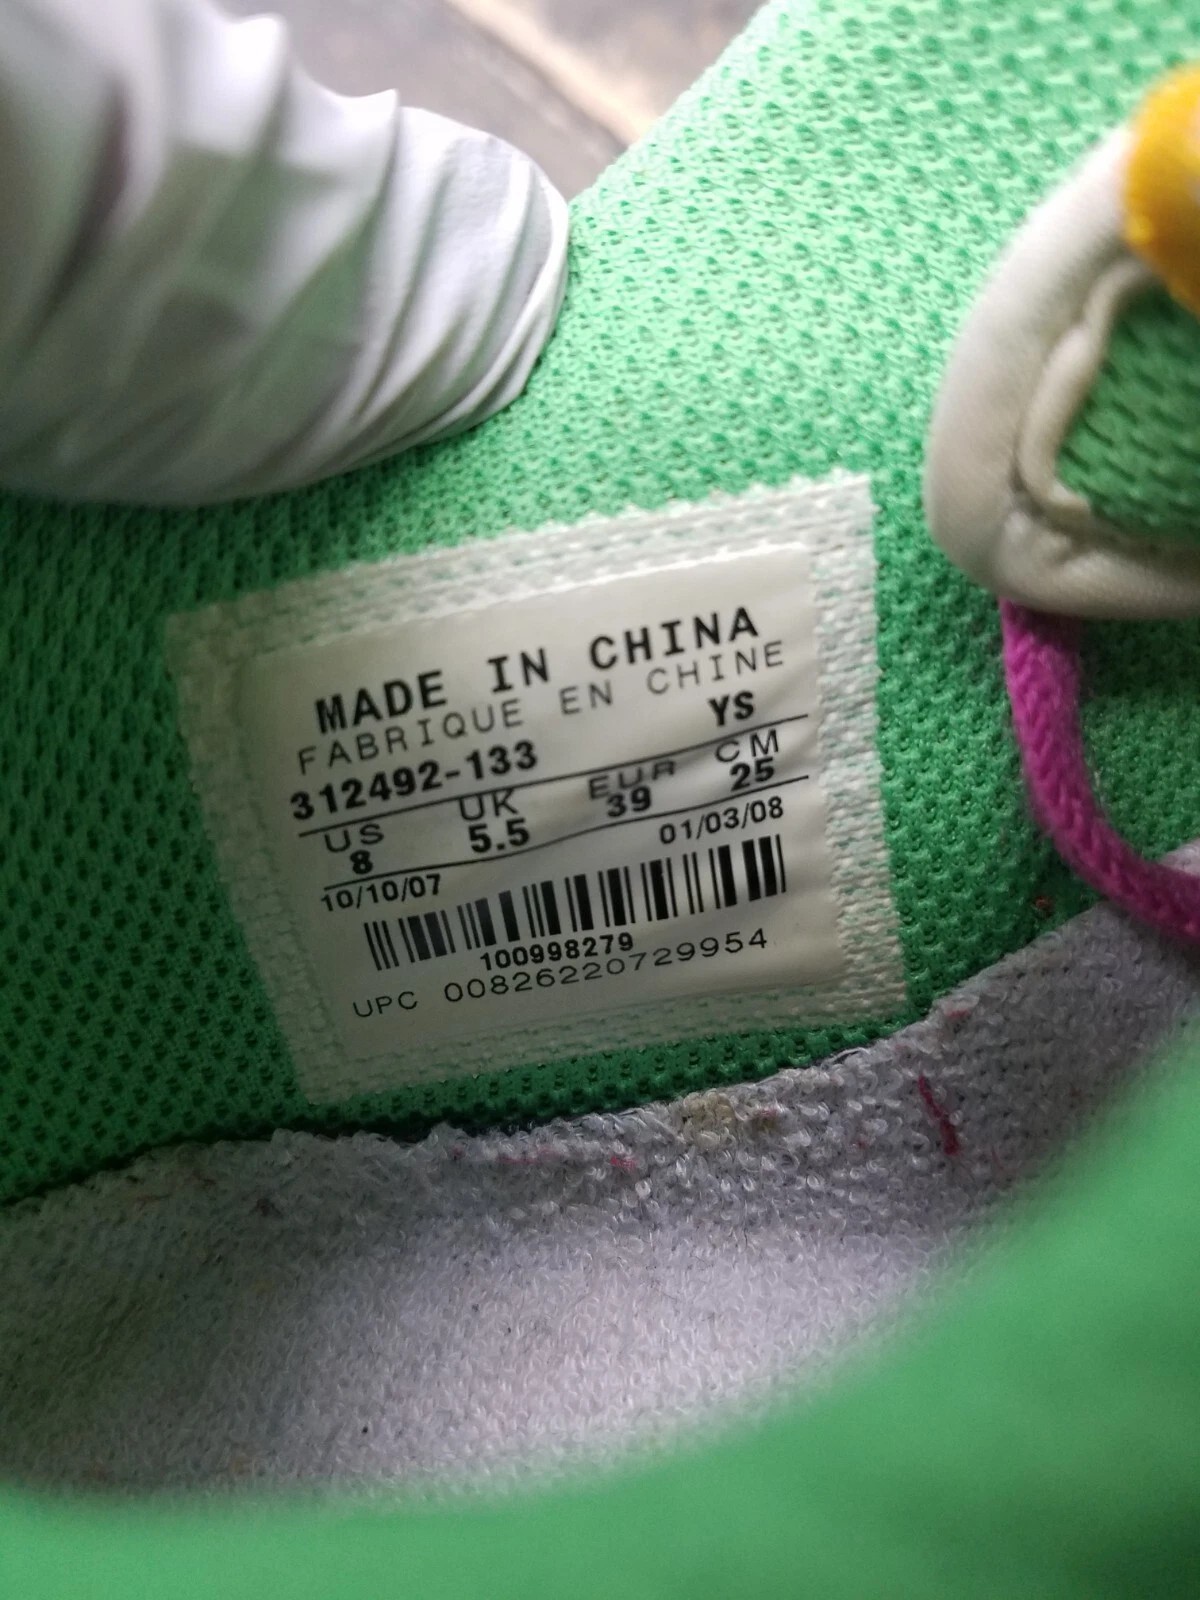 MADE IN CHINA
FABRIQUE EN CHINE
312492-133 YS
US UK EUR CM
8 5.5 39 25
10/10/07 01/03/08
100998279
UPC 00826220729954